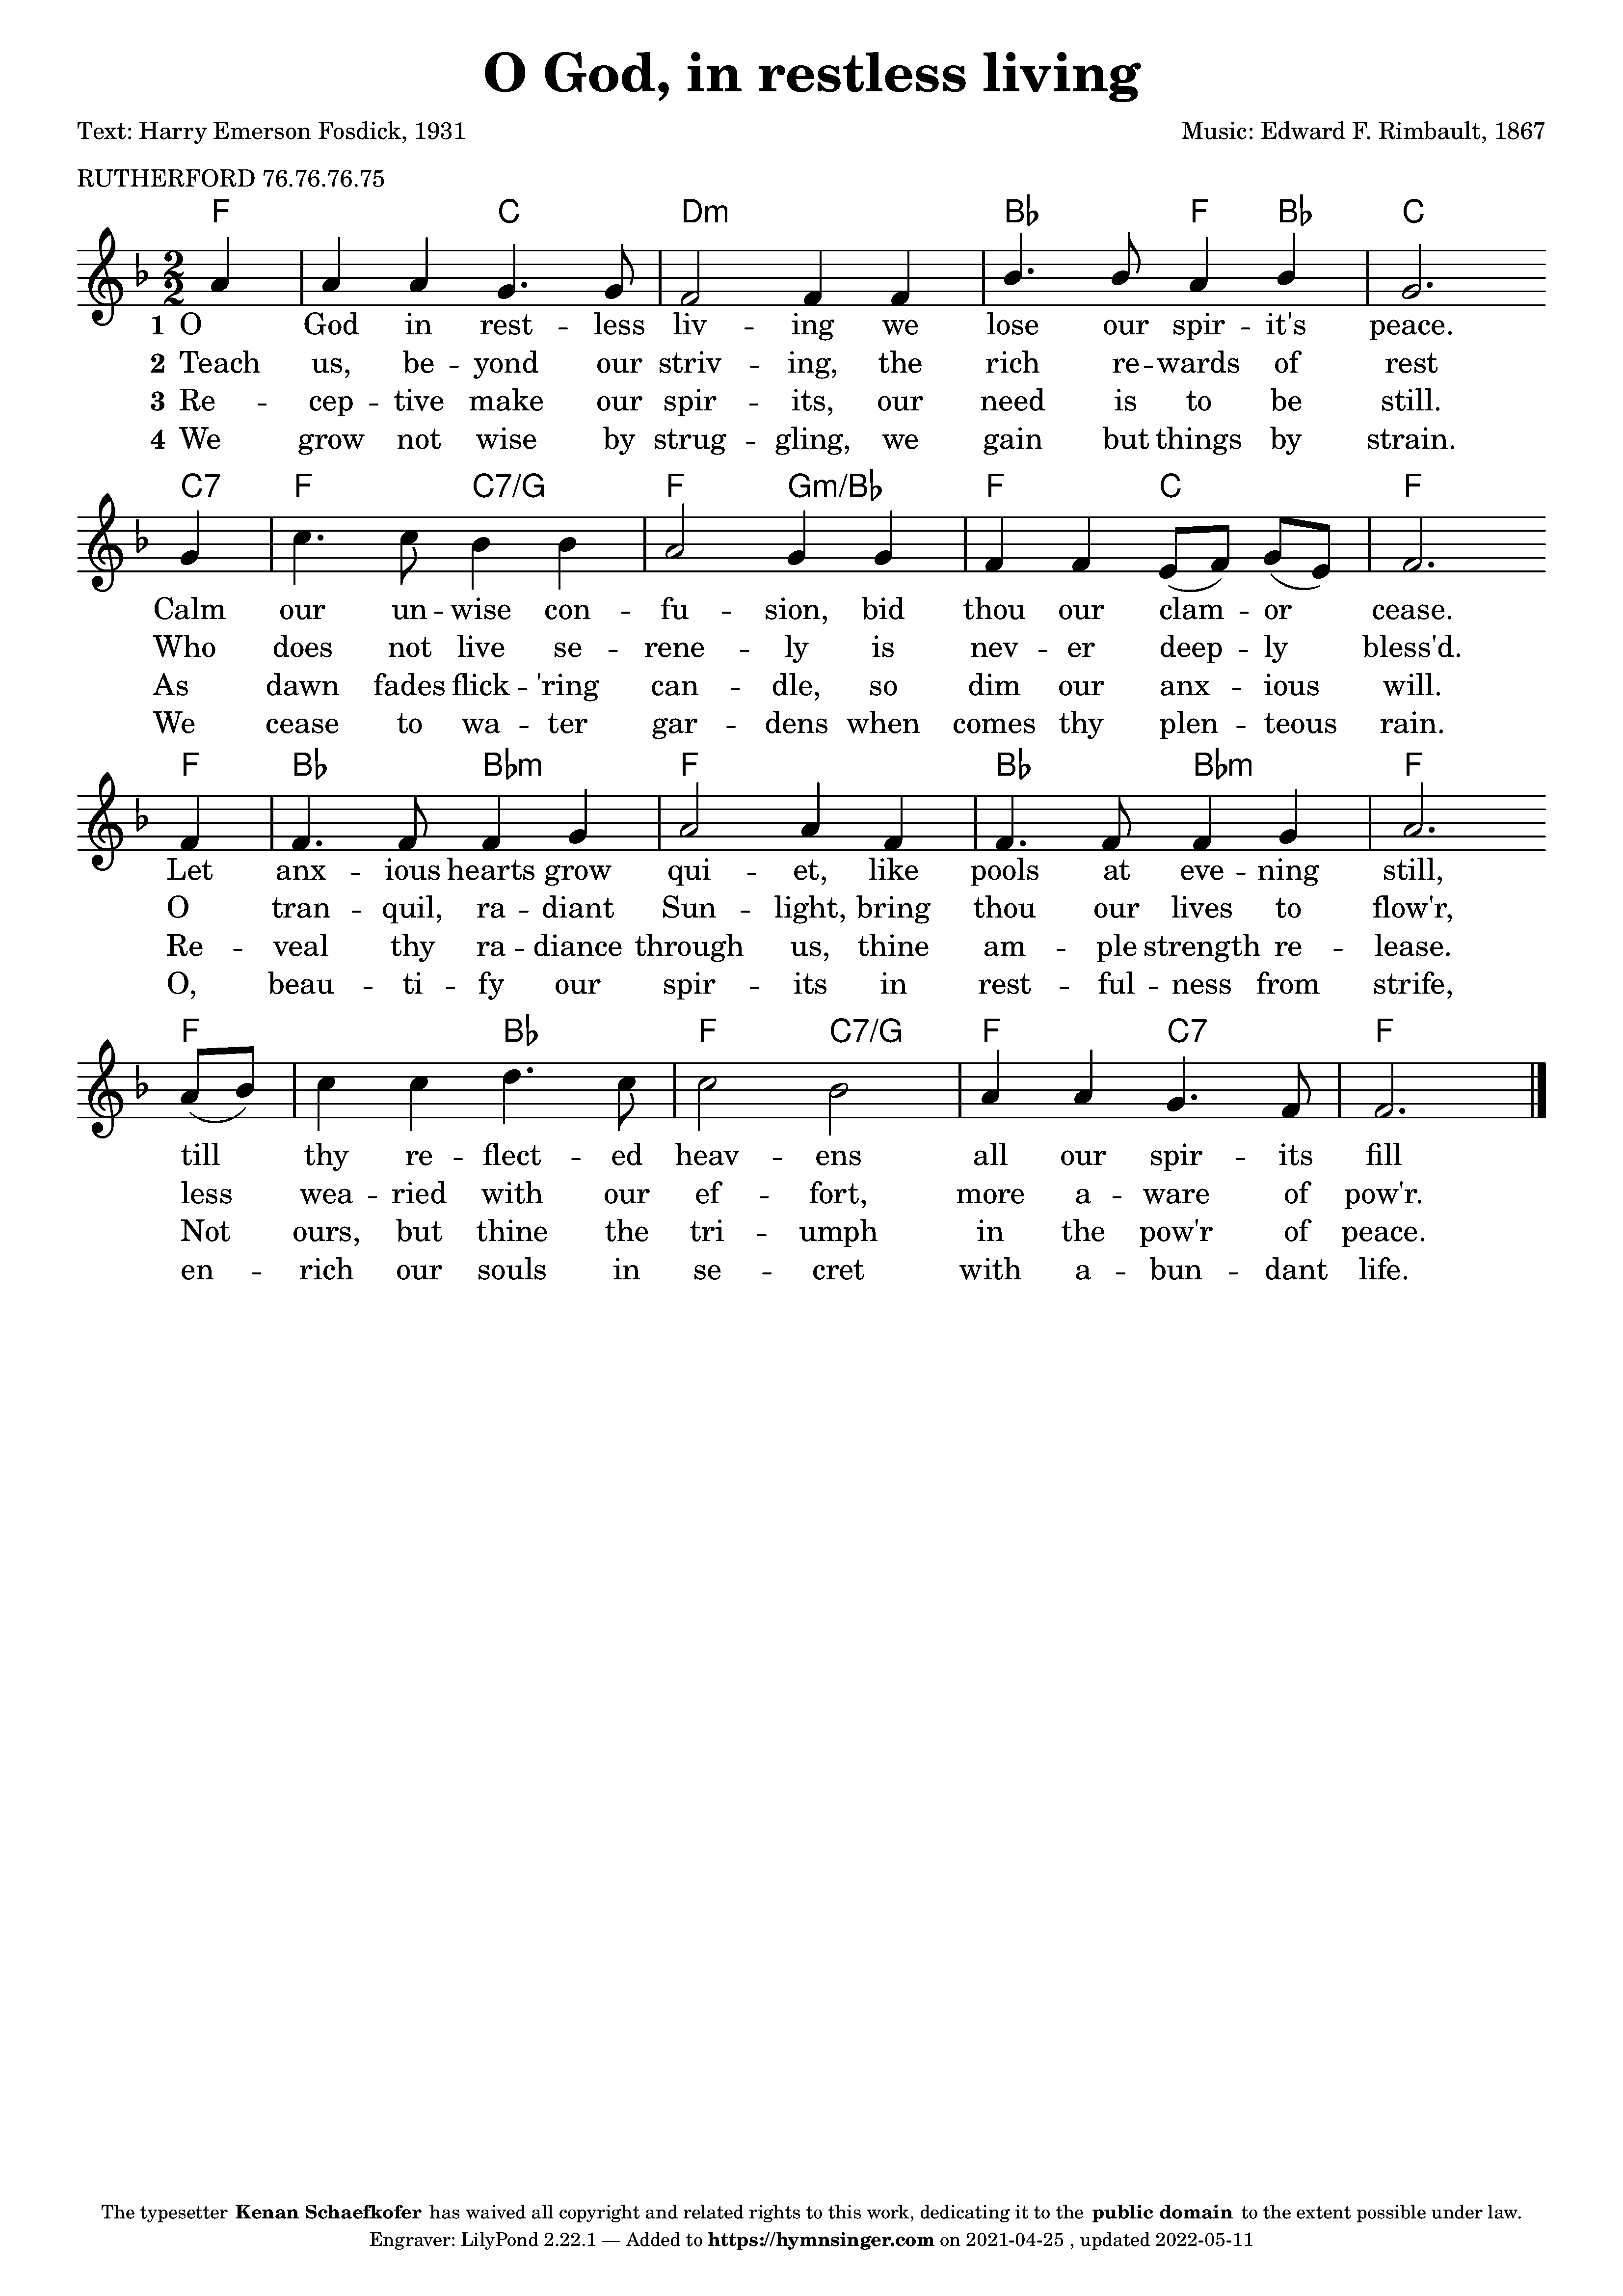 O God, in restless living
Text: Harry Emerson Fosdick, 1931 Music: Edward F. Rimbault, 1867
RUTHERFORD 76.76.76.75
F C Dm B♭ F B♭ C
1 O God in rest -- less liv -- ing we lose our spir -- it's peace.
2 Teach us, be -- yond our striv -- ing, the rich re -- wards of rest
3 Re -- cep -- tive make our spir -- its, our need is to be still.
4 We grow not wise by strug -- gling, we gain but things by strain.
C7 F C7/G F Gm/B♭ F C F
Calm our un -- wise con -- fu -- sion, bid thou our clam -- or cease.
Who does not live se -- rene -- ly is nev -- er deep -- ly bless'd.
As dawn fades flick -- 'ring can -- dle, so dim our anx -- ious will.
We cease to wa -- ter gar -- dens when comes thy plen -- teous rain.
F B♭ B♭m F B♭ B♭m F
Let anx -- ious hearts grow qui -- et, like pools at eve -- ning still,
O tran -- quil, ra -- diant Sun -- light, bring thou our lives to flow'r,
Re -- veal thy ra -- diance through us, thine am -- ple strength re -- lease.
O, beau -- ti -- fy our spir -- its in rest -- ful -- ness from strife,
F B♭ F C7/G F C7 F
till thy re -- flect -- ed heav -- ens all our spir -- its fill
less wea -- ried with our ef -- fort, more a -- ware of pow'r.
Not ours, but thine the tri -- umph in the pow'r of peace.
en -- rich our souls in se -- cret with a -- bun -- dant life.
The typesetter Kenan Schaefkofer has waived all copyright and related rights to this work, dedicating it to the public domain to the extent possible under law.
Engraver: LilyPond 2.22.1 — Added to https://hymnsinger.com on 2021-04-25 , updated 2022-05-11